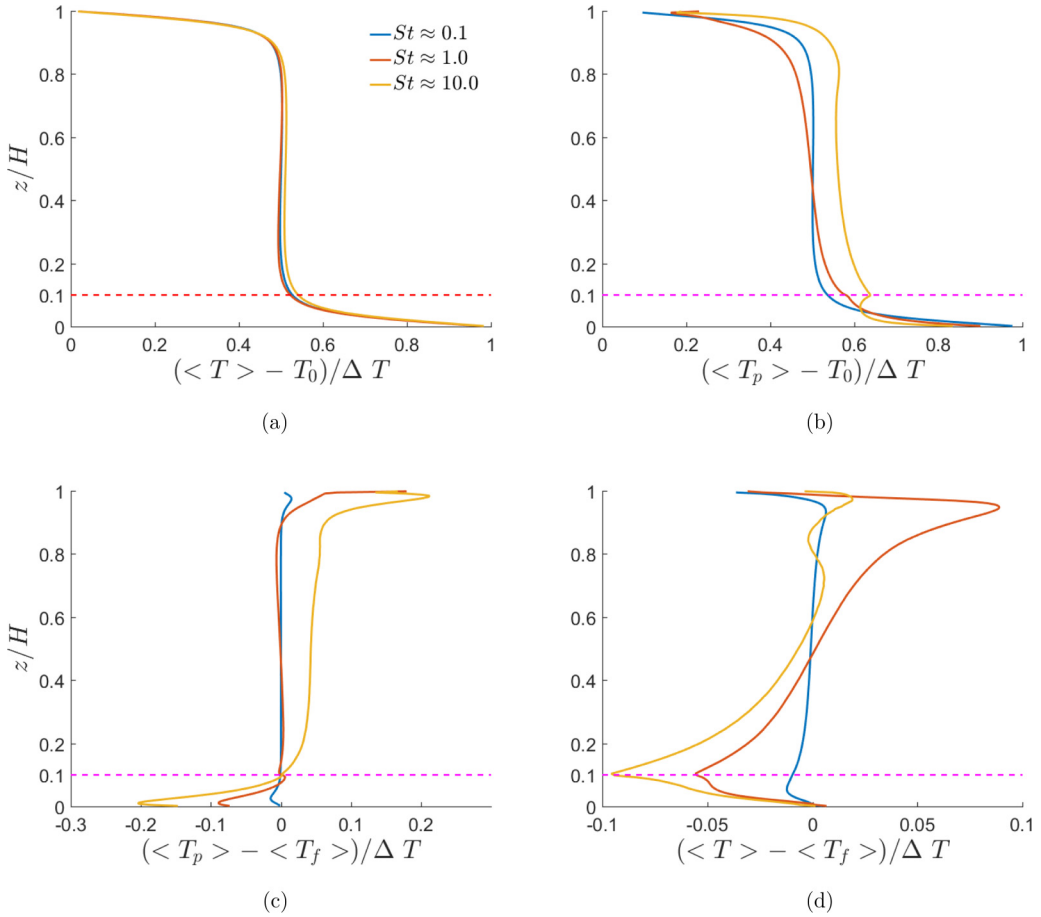 1
0.8
0.6
0.4
0.2
0.1
0
z/H
St ≈ 0.1
St ≈ 1.0
St ≈ 10.0
0 0.2 0.4 0.6 0.8 1
(< T > − T₀)/Δ T
(a)
1
0.8
0.6
0.4
0.2
0.1
0
0 0.2 0.4 0.6 0.8 1
(< Tₚ > − T₀)/Δ T
(b)
1
0.8
0.6
0.4
0.2
0.1
0
z/H
-0.3 -0.2 -0.1 0 0.1 0.2
(< Tₚ > − < T_f >)/Δ T
(c)
1
0.8
0.6
0.4
0.2
0.1
0
-0.1 -0.05 0 0.05 0.1
(< T > − < T_f >)/Δ T
(d)